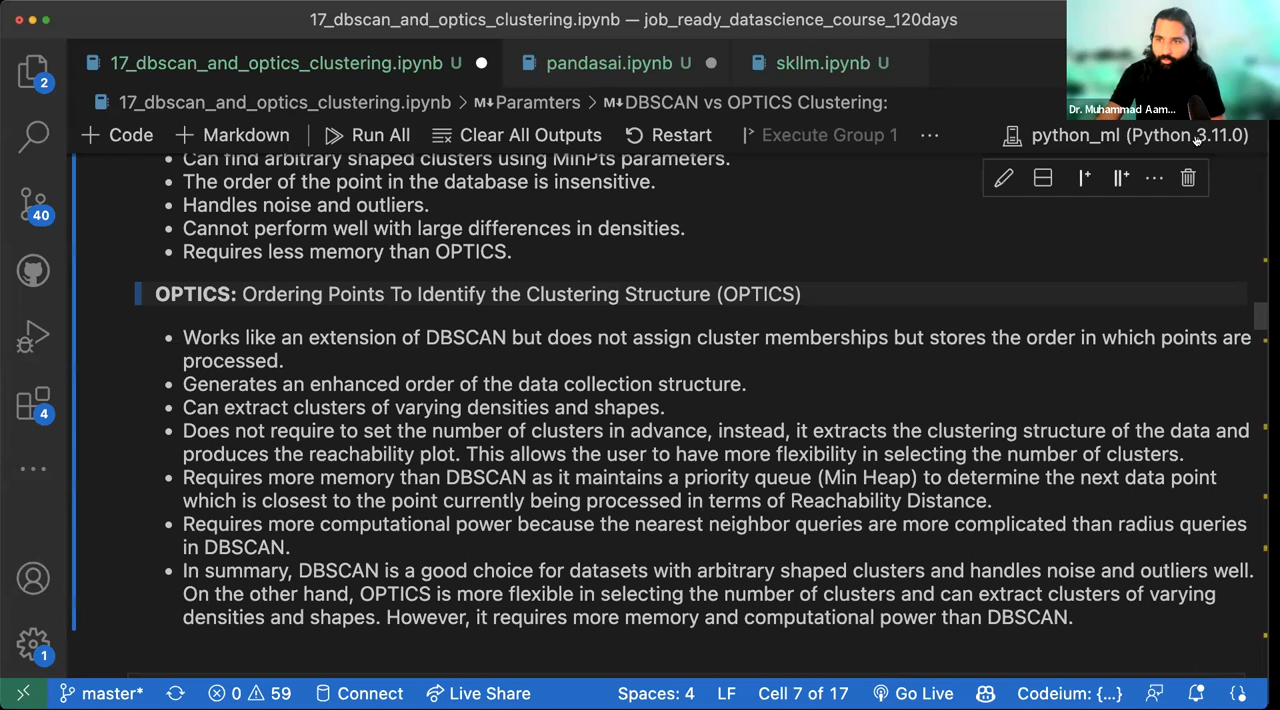 17_dbscan_and_optics_clustering.ipynb — job_ready_datascience_course_120days
17_dbscan_and_optics_clustering.ipynb U
pandasai.ipynb U
skllm.ipynb U
17_dbscan_and_optics_clustering.ipynb > M↓Paramters > M↓DBSCAN vs OPTICS Clustering:
+ Code + Markdown Run All Clear All Outputs Restart Execute Group 1 ··· python_ml (Python 3.11.0)
Dr. Muhammad Aam...
• Can find arbitrary shaped clusters using MinPts parameters.
• The order of the point in the database is insensitive.
• Handles noise and outliers.
• Cannot perform well with large differences in densities.
• Requires less memory than OPTICS.
OPTICS: Ordering Points To Identify the Clustering Structure (OPTICS)
• Works like an extension of DBSCAN but does not assign cluster memberships but stores the order in which points are
processed.
• Generates an enhanced order of the data collection structure.
• Can extract clusters of varying densities and shapes.
• Does not require to set the number of clusters in advance, instead, it extracts the clustering structure of the data and
produces the reachability plot. This allows the user to have more flexibility in selecting the number of clusters.
• Requires more memory than DBSCAN as it maintains a priority queue (Min Heap) to determine the next data point
which is closest to the point currently being processed in terms of Reachability Distance.
• Requires more computational power because the nearest neighbor queries are more complicated than radius queries
in DBSCAN.
• In summary, DBSCAN is a good choice for datasets with arbitrary shaped clusters and handles noise and outliers well.
On the other hand, OPTICS is more flexible in selecting the number of clusters and can extract clusters of varying
densities and shapes. However, it requires more memory and computational power than DBSCAN.
2
40
4
1
master* 0 59 Connect Live Share Spaces: 4 LF Cell 7 of 17 Go Live Codeium: {...}